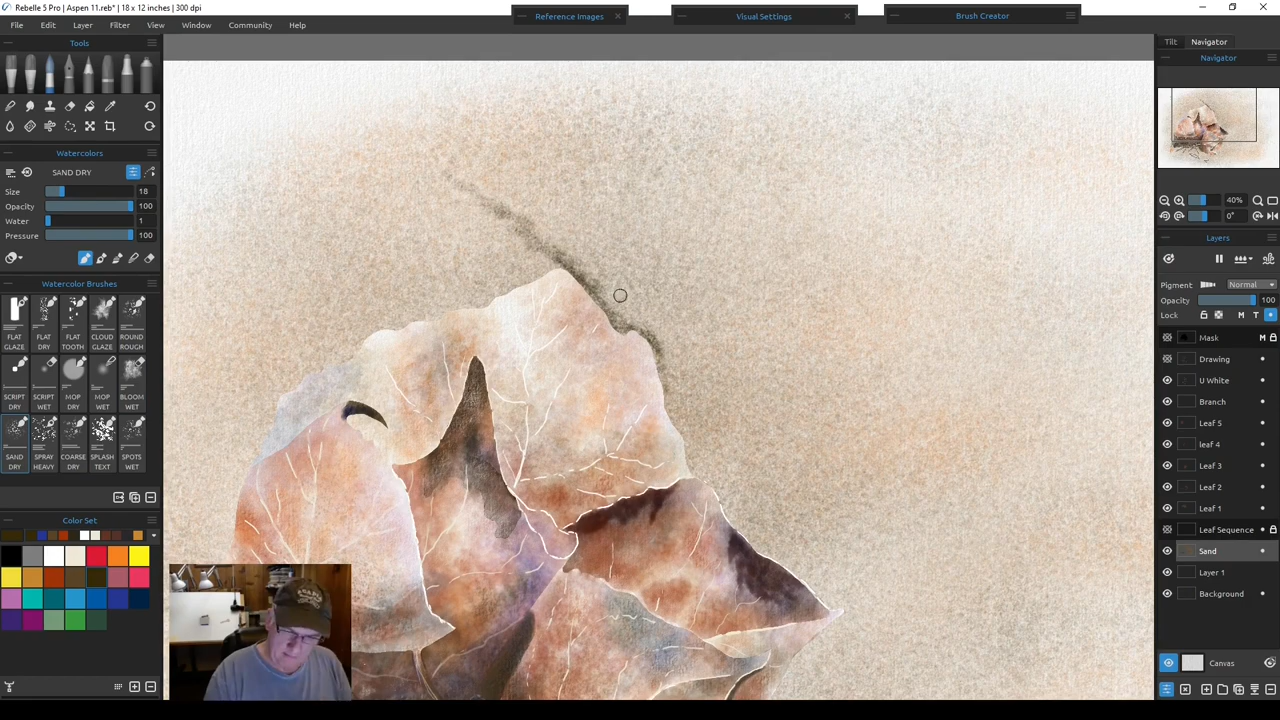 Rebelle 5 Pro | Aspen 11.reb* | 18 x 12 inches | 300 dpi
Reference Images
Visual Settings
Brush Creator
File Edit Layer Filter View Window Community Help
Tools
Watercolors
SAND DRY
Size 18
Opacity 100
Water 1
Pressure 100
Watercolor Brushes
FLAT GLAZE
FLAT DRY
FLAT TOOTH
CLOUD GLAZE
ROUND ROUGH
SCRIPT DRY
SCRIPT WET
MOP DRY
MOP WET
BLOOM WET
SAND DRY
SPRAY HEAVY
COARSE DRY
SPLASH TEXT
SPOTS WET
Color Set
Tilt Navigator
Navigator
40%
0°
Layers
Pigment Normal
Opacity 100
Lock M T
Mask M
Drawing
U White
Branch
Leaf 5
leaf 4
Leaf 3
Leaf 2
Leaf 1
Leaf Sequence
Sand
Layer 1
Background
Canvas